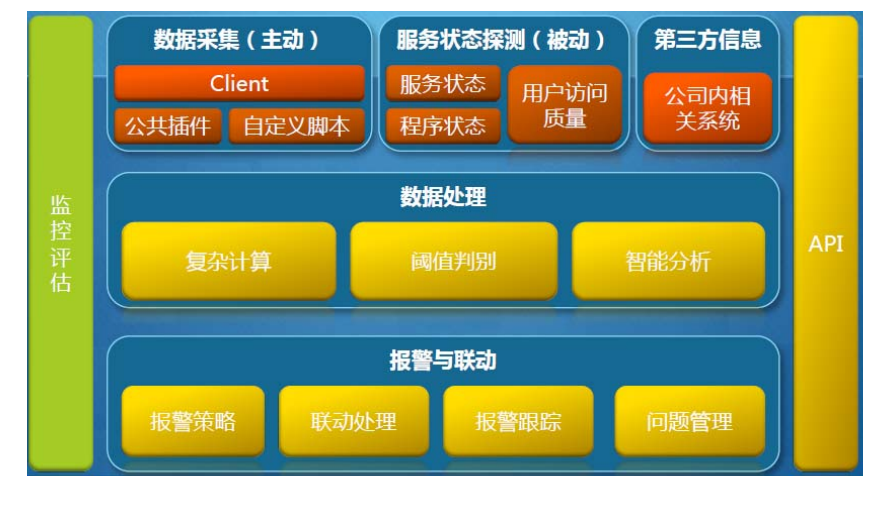 监
控
评
估
数据采集（主动）
Client
公共插件
自定义脚本
服务状态探测（被动）
服务状态
程序状态
用户访问
质量
第三方信息
公司内相
关系统
数据处理
复杂计算
阈值判别
智能分析
报警与联动
报警策略
联动处理
报警跟踪
问题管理
API